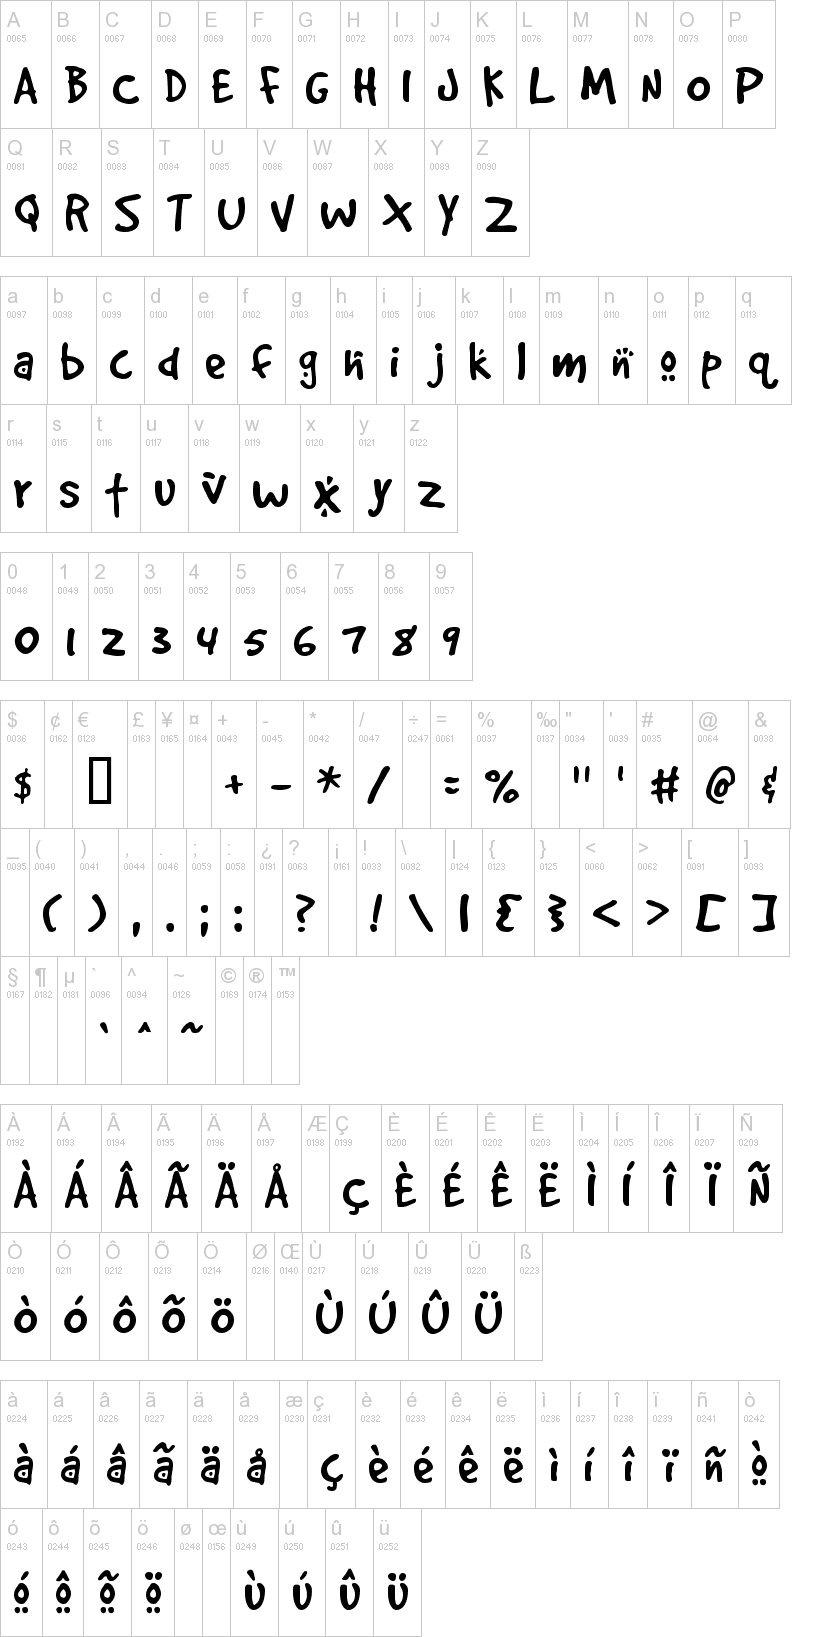 A B C D E F G H I J K L M N O P
0065 0066 0067 0068 0069 0070 0071 0072 0073 0074 0075 0076 0077 0078 0079 0080
A B C D E F G H I J K L M N O P
Q R S T U V W X Y Z
0081 0082 0083 0084 0085 0086 0087 0088 0089 0090
Q R S T U V W X Y Z
a b c d e f g h i j k l m n o p q
0097 0098 0099 0100 0101 0102 0103 0104 0105 0106 0107 0108 0109 0110 0111 0112 0113
a b c d e f g h i j k l m n o p q
r s t u v w x y z
0114 0115 0116 0117 0118 0119 0120 0121 0122
r s t u v w x y z
0 1 2 3 4 5 6 7 8 9
0048 0049 0050 0051 0052 0053 0054 0055 0056 0057
0 1 2 3 4 5 6 7 8 9
$ ¢ € £ ¥ ¤ + - * / ÷ = % ‰ " ' # @ &
0036 0162 0128 0163 0165 0164 0043 0045 0042 0047 0247 0061 0037 0137 0034 0039 0035 0064 0038
$ + - * / = % " ' # @ &
_ ( ) , . ; : ¿ ? ¡ ! \ | { } < > [ ]
0095 0040 0041 0044 0046 0059 0058 0191 0063 0161 0033 0092 0124 0123 0125 0060 0062 0091 0093
( ) , . ; : ? ! \ | { } < > [ ]
§ ¶ µ ` ^ ~ © ® ™
0167 0182 0181 0096 0094 0126 0169 0174 0153
` ^ ~
À Á Â Ã Ä Å Æ Ç È É Ê Ë Ì Í Î Ï Ñ
0192 0193 0194 0195 0196 0197 0198 0199 0200 0201 0202 0203 0204 0205 0206 0207 0209
À Á Â Ã Ä Å Ç È É Ê Ë Ì Í Î Ï Ñ
Ò Ó Ô Õ Ö Ø Œ Ù Ú Û Ü ß
0210 0211 0212 0213 0214 0216 0140 0217 0218 0219 0220 0223
Ò Ó Ô Õ Ö Ù Ú Û Ü
à á â ã ä å æ ç è é ê ë ì í î ï ñ ò
0224 0225 0226 0227 0228 0229 0230 0231 0232 0233 0234 0235 0236 0237 0238 0239 0241 0242
à á â ã ä å ç è é ê ë ì í î ï ñ ò
ó ô õ ö ø œ ù ú û ü
0243 0244 0245 0246 0248 0156 0249 0250 0251 0252
ó ô õ ö ù ú û ü